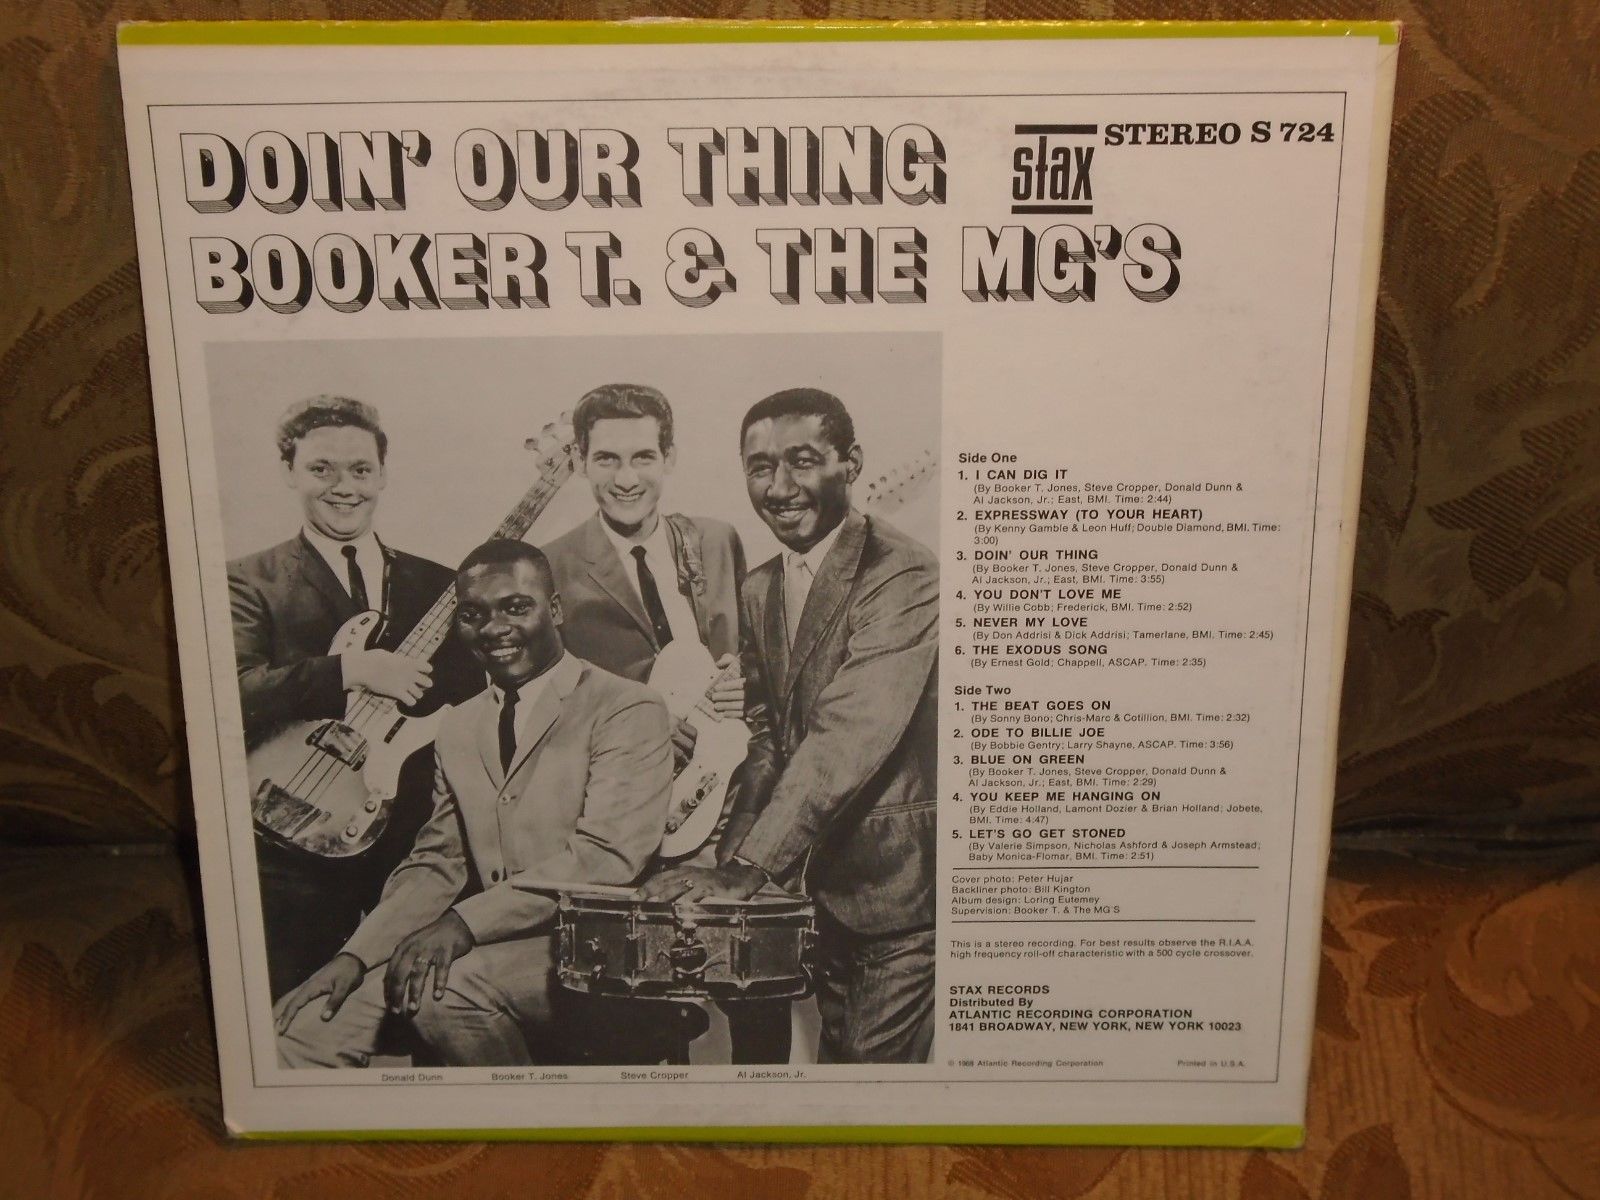 DOIN' OUR THING
stax
STEREO S 724
BOOKER T. & THE MG'S
Side One
1. I CAN DIG IT
(By Booker T. Jones, Steve Cropper, Donald Dunn &
Al Jackson, Jr.; East, BMI. Time: 2:44)
2. EXPRESSWAY (TO YOUR HEART)
(By Kenny Gamble & Leon Huff; Double Diamond, BMI. Time:
3:00)
3. DOIN' OUR THING
(By Booker T. Jones, Steve Cropper, Donald Dunn &
Al Jackson, Jr.; East, BMI. Time: 3:55)
4. YOU DON'T LOVE ME
(By Willie Cobb; Frederick, BMI. Time: 2:52)
5. NEVER MY LOVE
(By Don Addrisi & Dick Addrisi; Tamerlane, BMI. Time: 2:45)
6. THE EXODUS SONG
(By Ernest Gold; Chappell, ASCAP. Time: 2:35)
Side Two
1. THE BEAT GOES ON
(By Sonny Bono; Chris-Marc & Cotillion, BMI. Time: 2:32)
2. ODE TO BILLIE JOE
(By Bobbie Gentry; Larry Shayne, ASCAP. Time: 3:56)
3. BLUE ON GREEN
(By Booker T. Jones, Steve Cropper, Donald Dunn &
Al Jackson, Jr.; East, BMI. Time: 2:29)
4. YOU KEEP ME HANGING ON
(By Eddie Holland, Lamont Dozier & Brian Holland; Jobete,
BMI. Time: 4:47)
5. LET'S GO GET STONED
(By Valerie Simpson, Nicholas Ashford & Joseph Armstead;
Baby Monica-Flomar, BMI. Time: 2:51)
Cover photo: Peter Hujar
Backliner photo: Bill Kington
Album design: Loring Eutemey
Supervision: Booker T. & The MG'S
This is a stereo recording. For best results observe the R.I.A.A.
high frequency roll-off characteristic with a 500 cycle crossover.
STAX RECORDS
Distributed By
ATLANTIC RECORDING CORPORATION
1841 BROADWAY, NEW YORK, NEW YORK 10023
© 1968 Atlantic Recording Corporation
Printed in U.S.A.
Donald Dunn
Booker T. Jones
Steve Cropper
Al Jackson, Jr.